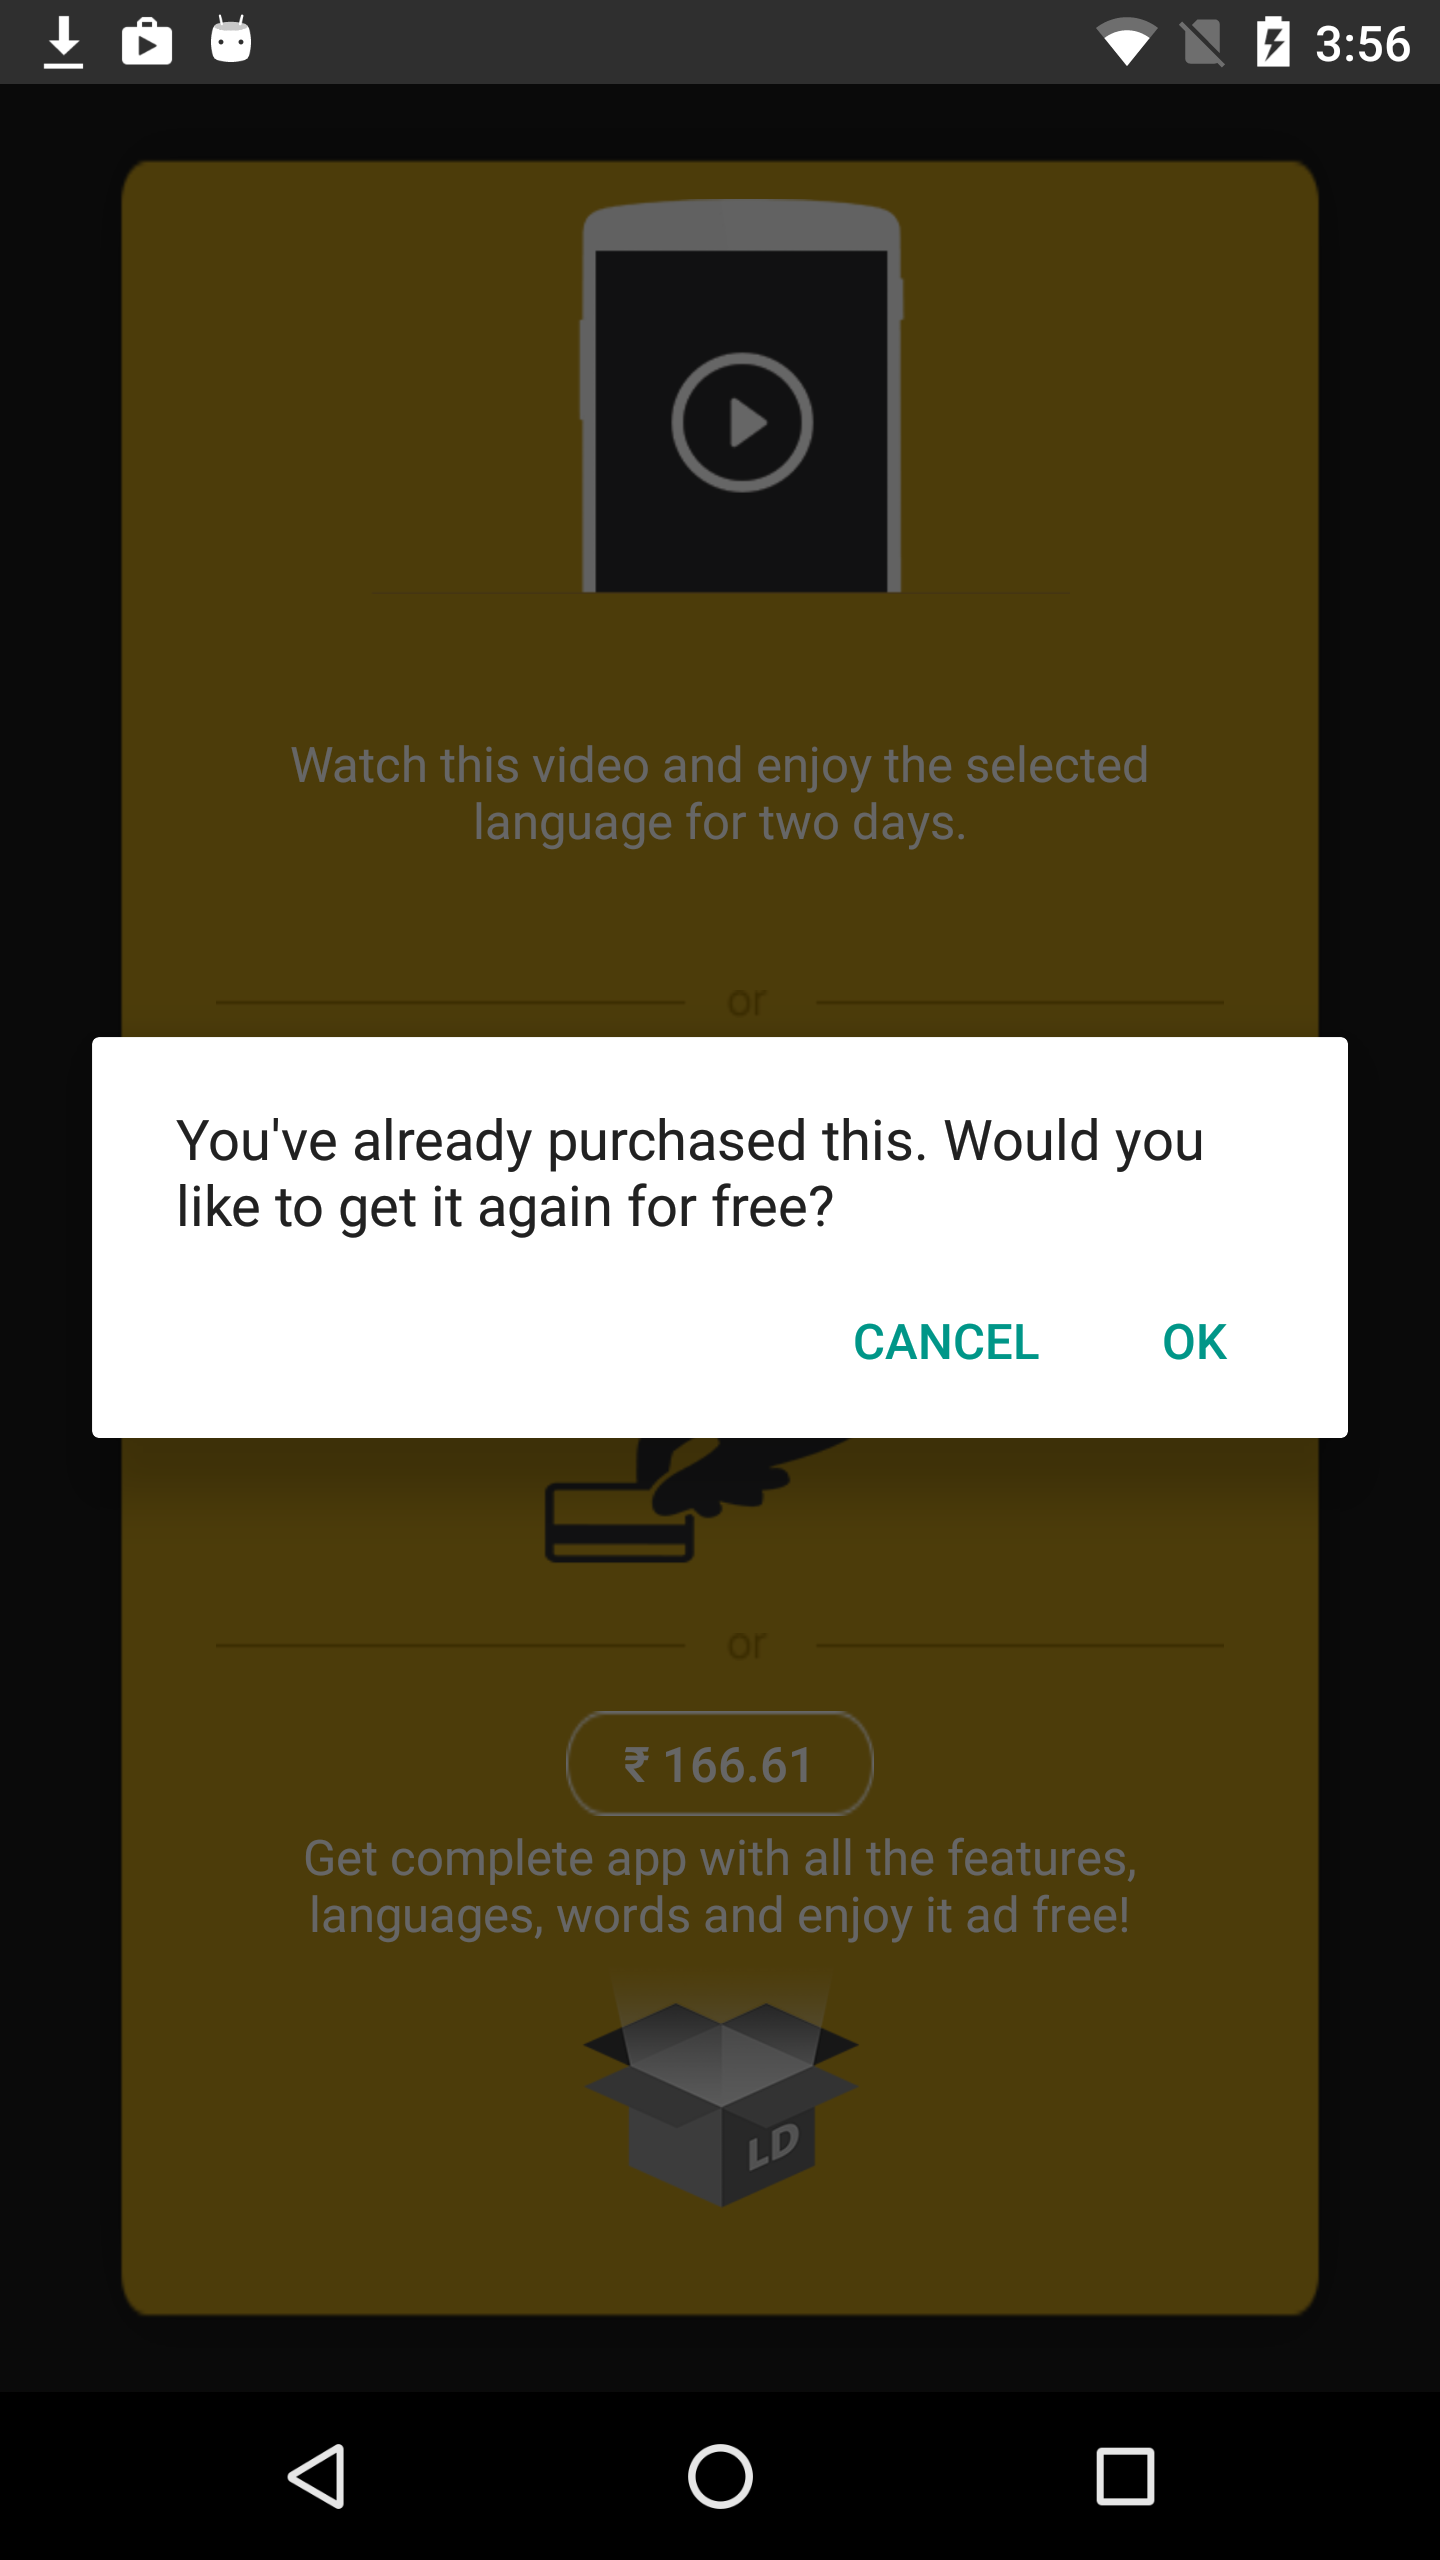 3:56
Watch this video and enjoy the selected
language for two days.
or
You've already purchased this. Would you
like to get it again for free?
CANCEL OK
or
₹ 166.61
Get complete app with all the features,
languages, words and enjoy it ad free!
LD